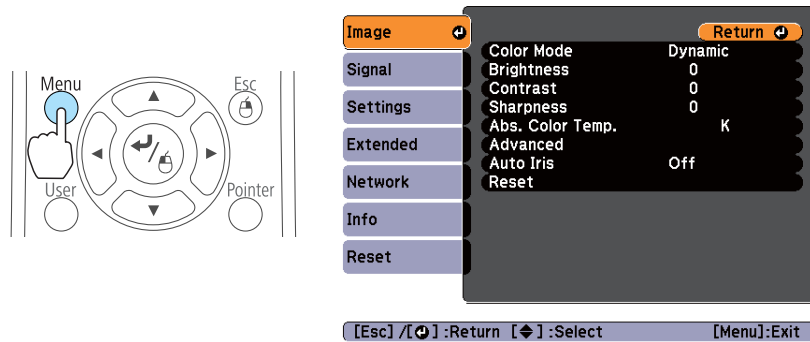 Menu
Esc
User
Pointer
Image
Signal
Settings
Extended
Network
Info
Reset
Return
Color Mode Dynamic
Brightness 0
Contrast 0
Sharpness 0
Abs. Color Temp. K
Advanced
Auto Iris Off
Reset
[Esc] /[⏎] :Return [◆] :Select [Menu]:Exit